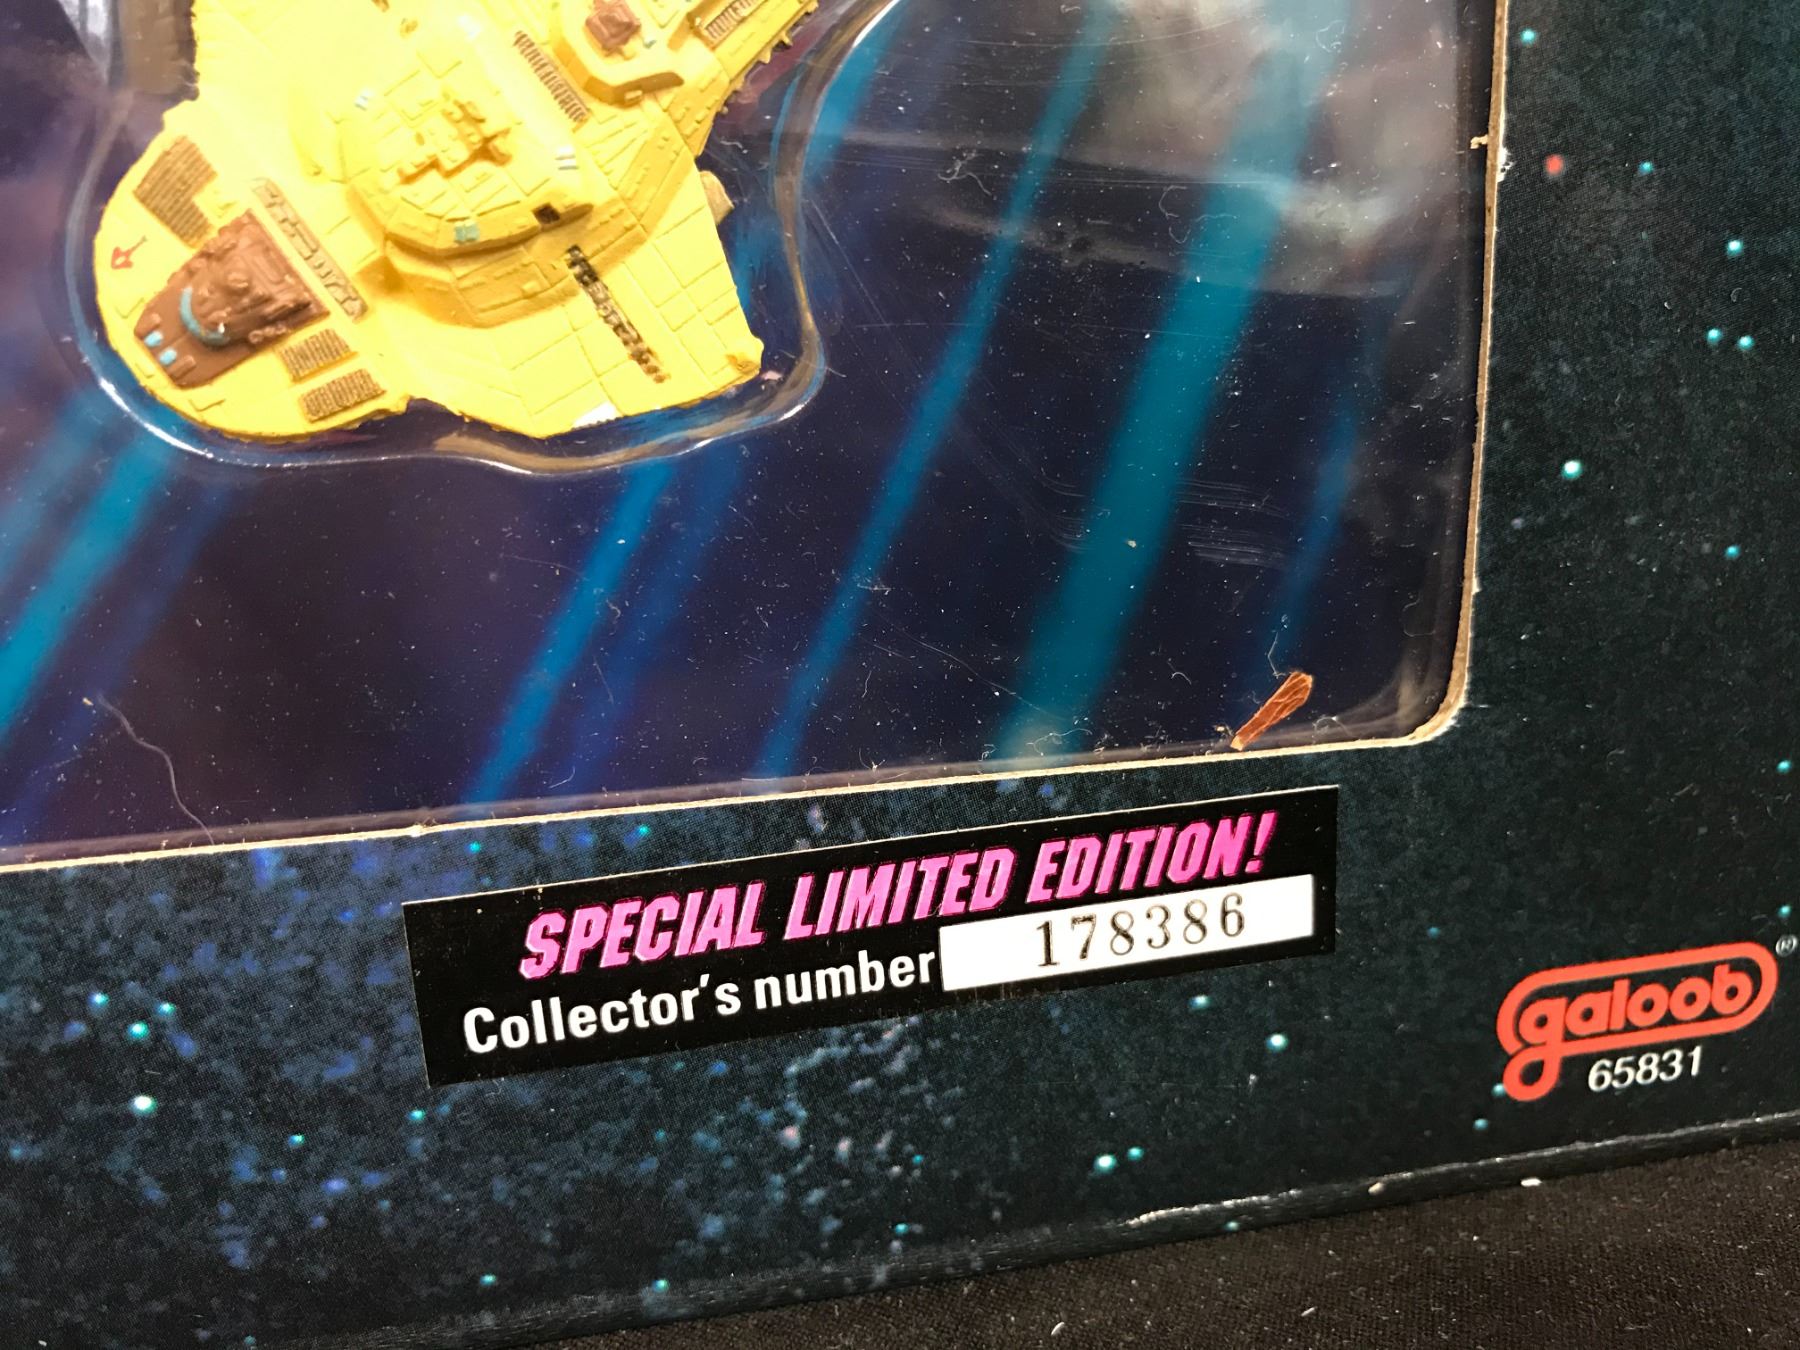 SPECIAL LIMITED EDITION!
Collector's number 178386
galoob®
65831